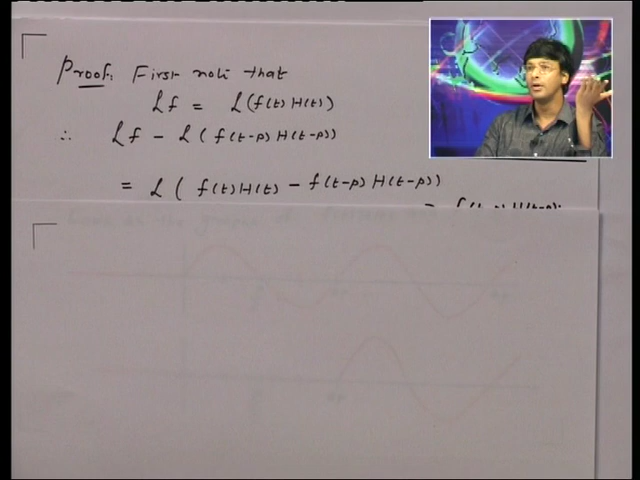 Proof: First note that
Lf = L(f(t)H(t))
∴ Lf - L(f(t-p)H(t-p))
= L(f(t)H(t) - f(t-p)H(t-p))